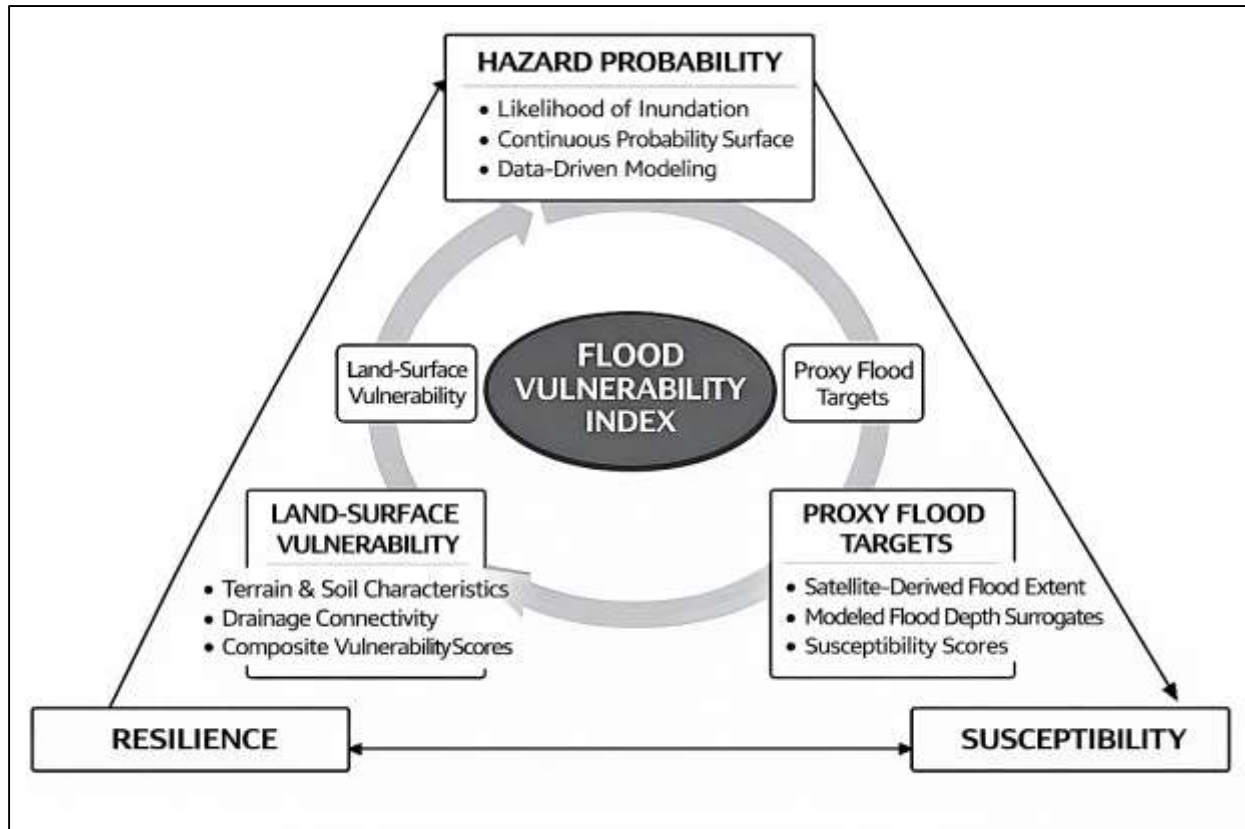 HAZARD PROBABILITY
• Likelihood of Inundation
• Continuous Probability Surface
• Data-Driven Modeling
Land-Surface
Vulnerability
FLOOD
VULNERABILITY
INDEX
Proxy Flood
Targets
LAND-SURFACE
VULNERABILITY
• Terrain & Soil Characteristics
• Drainage Connectivity
• Composite Vulnerability Scores
PROXY FLOOD
TARGETS
• Satellite-Derived Flood Extent
• Modeled Flood Depth Surrogates
• Susceptibility Scores
RESILIENCE
SUSCEPTIBILITY